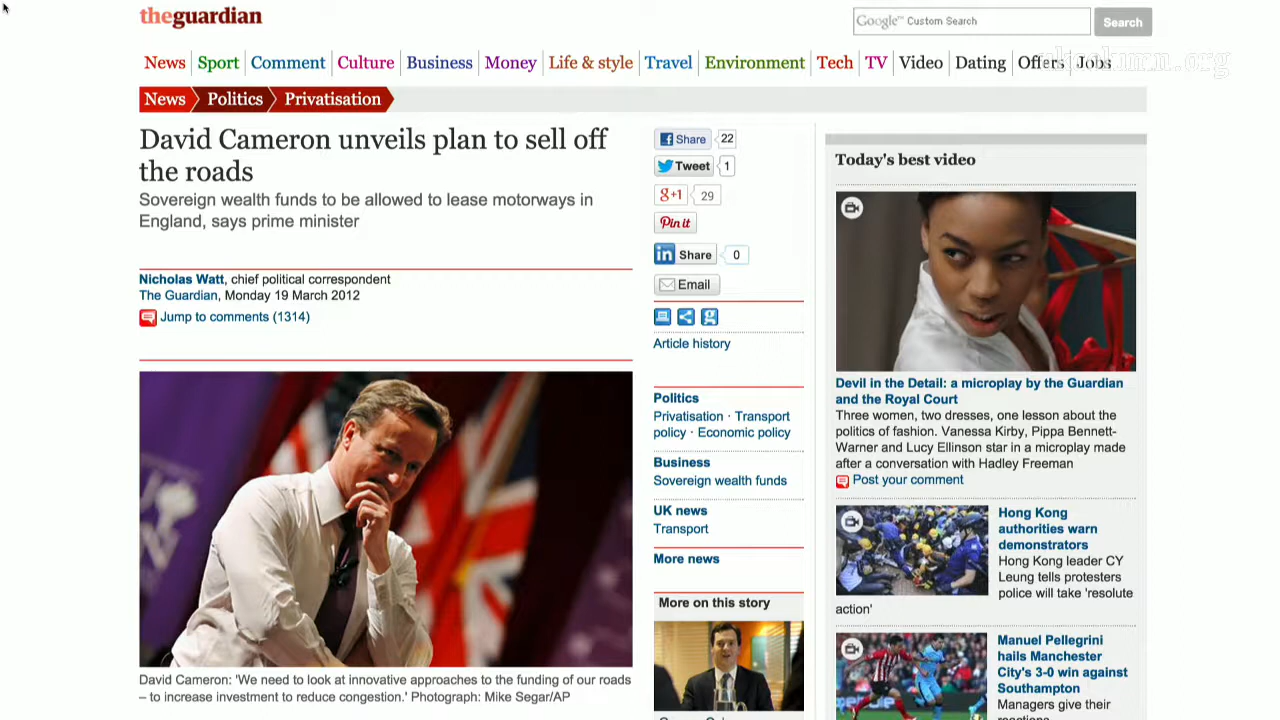 theguardian
Google™ Custom Search
Search
ukcolumn.org
News Sport Comment Culture Business Money Life & style Travel Environment Tech TV Video Dating Offers Jobs
News Politics Privatisation
David Cameron unveils plan to sell off
the roads
Sovereign wealth funds to be allowed to lease motorways in
England, says prime minister
Nicholas Watt, chief political correspondent
The Guardian, Monday 19 March 2012
Jump to comments (1314)
David Cameron: 'We need to look at innovative approaches to the funding of our roads
– to increase investment to reduce congestion.' Photograph: Mike Segar/AP
Share 22
Tweet 1
g+1 29
Pin it
in Share 0
Email
Article history
Politics
Privatisation · Transport
policy · Economic policy
Business
Sovereign wealth funds
UK news
Transport
More news
More on this story
Today's best video
Devil in the Detail: a microplay by the Guardian
and the Royal Court
Three women, two dresses, one lesson about the
politics of fashion. Vanessa Kirby, Pippa Bennett-
Warner and Lucy Ellinson star in a microplay made
after a conversation with Hadley Freeman
Post your comment
Hong Kong
authorities warn
demonstrators
Hong Kong leader CY
Leung tells protesters
police will take 'resolute
action'
Manuel Pellegrini
hails Manchester
City's 3-0 win against
Southampton
Managers give their